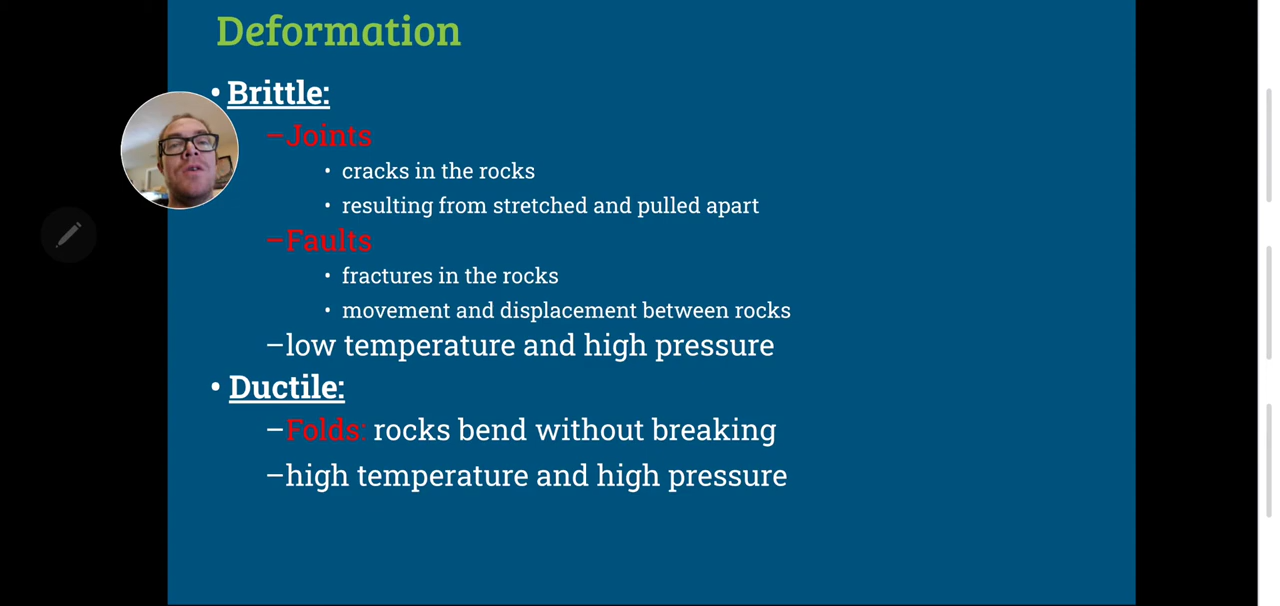 Deformation
• Brittle:
–Joints
• cracks in the rocks
• resulting from stretched and pulled apart
–Faults
• fractures in the rocks
• movement and displacement between rocks
–low temperature and high pressure
• Ductile:
–Folds: rocks bend without breaking
–high temperature and high pressure